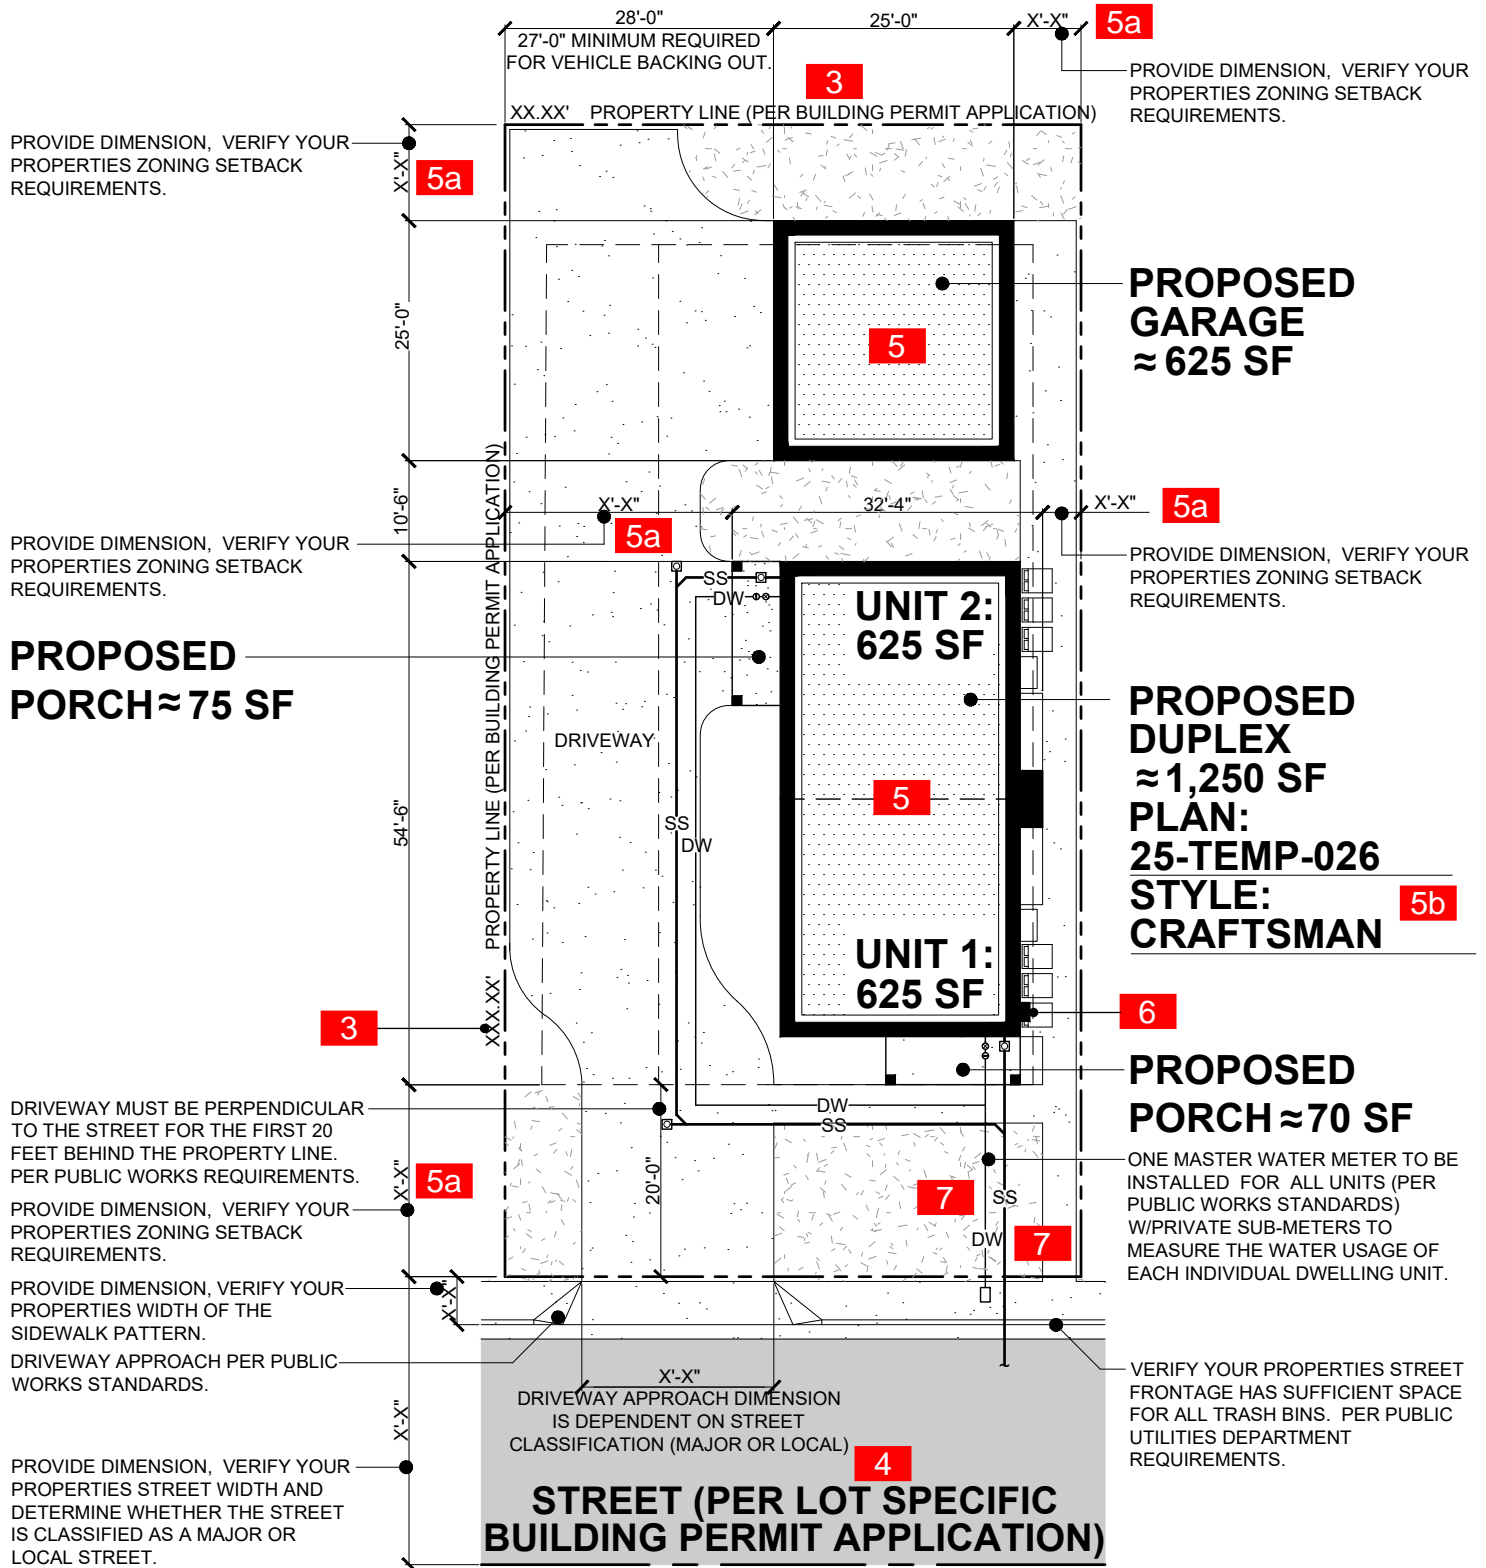 28'-0"
25'-0"
X'-X"
5a
27'-0" MINIMUM REQUIRED
FOR VEHICLE BACKING OUT.
3
PROVIDE DIMENSION, VERIFY YOUR
PROPERTIES ZONING SETBACK
REQUIREMENTS.
XX.XX'
PROPERTY LINE (PER BUILDING PERMIT APPLICATION)
PROVIDE DIMENSION, VERIFY YOUR
PROPERTIES ZONING SETBACK
REQUIREMENTS.
X'-X"
5a
25'-0"
5
PROPOSED
GARAGE
≈ 625 SF
10'-6"
X'-X"
5a
32'-4"
X'-X"
5a
PROVIDE DIMENSION, VERIFY YOUR
PROPERTIES ZONING SETBACK
REQUIREMENTS.
PROVIDE DIMENSION, VERIFY YOUR
PROPERTIES ZONING SETBACK
REQUIREMENTS.
SS
DW
UNIT 2:
625 SF
PROPOSED
PORCH ≈ 75 SF
PROPERTY LINE (PER BUILDING PERMIT APPLICATION)
XXX.XX'
DRIVEWAY
54'-6"
SS
DW
5
PROPOSED
DUPLEX
≈ 1,250 SF
PLAN:
25-TEMP-026
STYLE:
CRAFTSMAN
5b
UNIT 1:
625 SF
3
6
PROPOSED
PORCH ≈ 70 SF
DRIVEWAY MUST BE PERPENDICULAR
TO THE STREET FOR THE FIRST 20
FEET BEHIND THE PROPERTY LINE.
PER PUBLIC WORKS REQUIREMENTS.
DW
SS
X'-X"
5a
20'-0"
7
SS
DW
7
ONE MASTER WATER METER TO BE
INSTALLED FOR ALL UNITS (PER
PUBLIC WORKS STANDARDS)
W/PRIVATE SUB-METERS TO
MEASURE THE WATER USAGE OF
EACH INDIVIDUAL DWELLING UNIT.
PROVIDE DIMENSION, VERIFY YOUR
PROPERTIES ZONING SETBACK
REQUIREMENTS.
PROVIDE DIMENSION, VERIFY YOUR
PROPERTIES WIDTH OF THE
SIDEWALK PATTERN.
X'-X"
DRIVEWAY APPROACH PER PUBLIC
WORKS STANDARDS.
X'-X"
DRIVEWAY APPROACH DIMENSION
IS DEPENDENT ON STREET
CLASSIFICATION (MAJOR OR LOCAL)
VERIFY YOUR PROPERTIES STREET
FRONTAGE HAS SUFFICIENT SPACE
FOR ALL TRASH BINS. PER PUBLIC
UTILITIES DEPARTMENT
REQUIREMENTS.
X'-X"
PROVIDE DIMENSION, VERIFY YOUR
PROPERTIES STREET WIDTH AND
DETERMINE WHETHER THE STREET
IS CLASSIFIED AS A MAJOR OR
LOCAL STREET.
4
STREET (PER LOT SPECIFIC
BUILDING PERMIT APPLICATION)